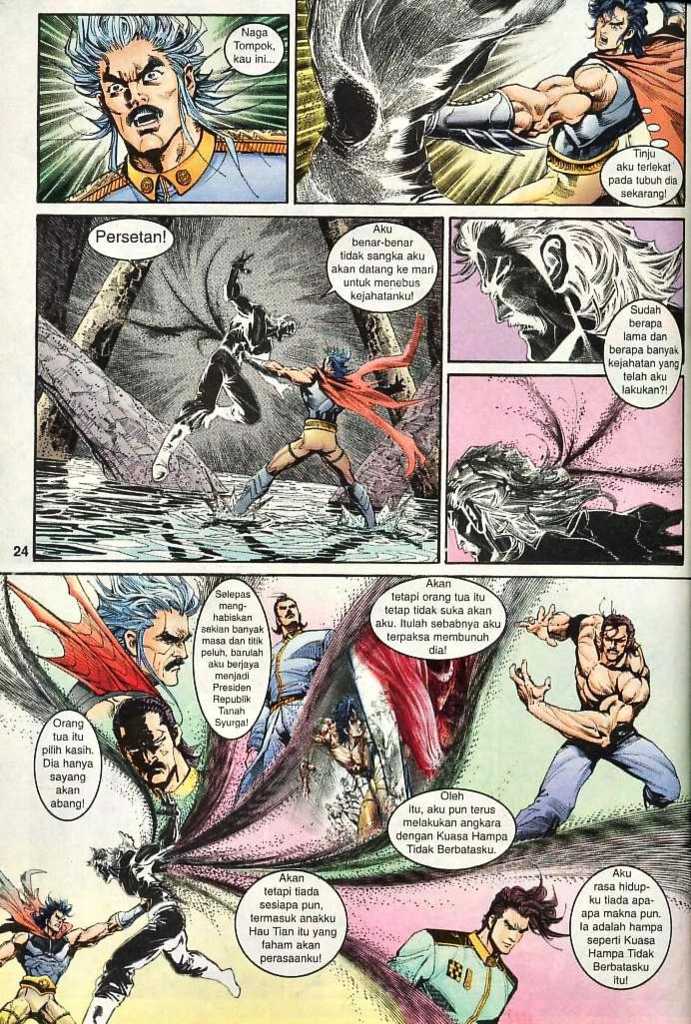 Naga
Tompok,
kau ini...
Tinju
aku terlekat
pada tubuh dia
sekarang!
Persetan!
Aku
benar-benar
tidak sangka aku
akan datang ke mari
untuk menebus
kejahatanku!
Sudah
berapa
lama dan
berapa banyak
kejahatan yang
telah aku
lakukan?!
24
Orang
tua itu
pilih kasih.
Dia hanya
sayang
akan
abang!
Selepas
meng-
habiskan
sekian banyak
masa dan titik
peluh, barulah
aku berjaya
menjadi
Presiden
Republik
Tanah
Syurga!
Akan
tetapi orang tua itu
tetap tidak suka akan
aku. Itulah sebabnya aku
terpaksa membunuh
dia!
Oleh
itu, aku pun terus
melakukan angkara
dengan Kuasa Hampa
Tidak Berbatasku.
Akan
tetapi tiada
sesiapa pun,
termasuk anakku
Hau Tian itu yang
faham akan
perasaanku!
Aku
rasa hidup-
ku tiada apa-
apa makna pun.
Ia adalah hampa
seperti Kuasa
Hampa Tidak
Berbatasku
itu!